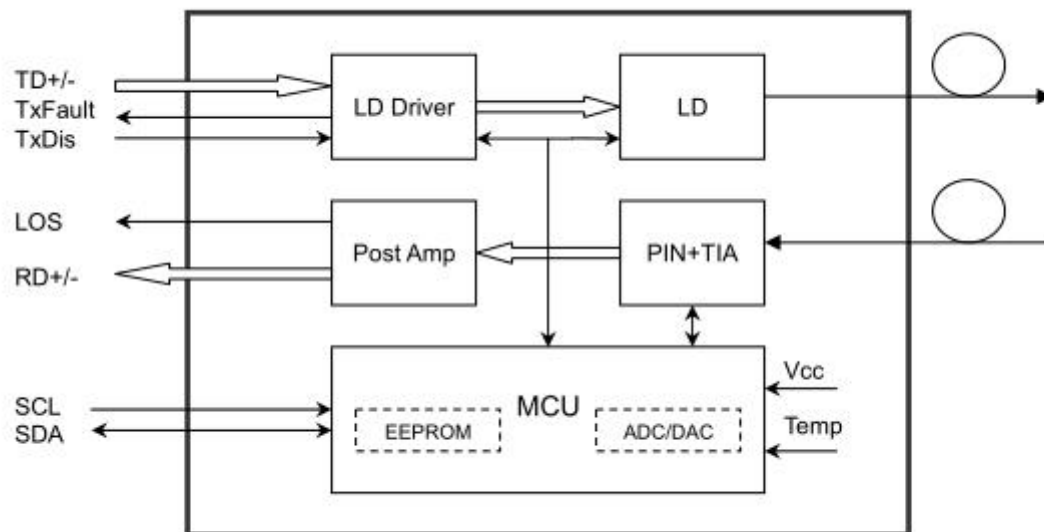 TD+/-
TxFault
TxDis
LD Driver
LD
LOS
RD+/-
Post Amp
PIN+TIA
SCL
SDA
MCU
EEPROM
ADC/DAC
Vcc
Temp